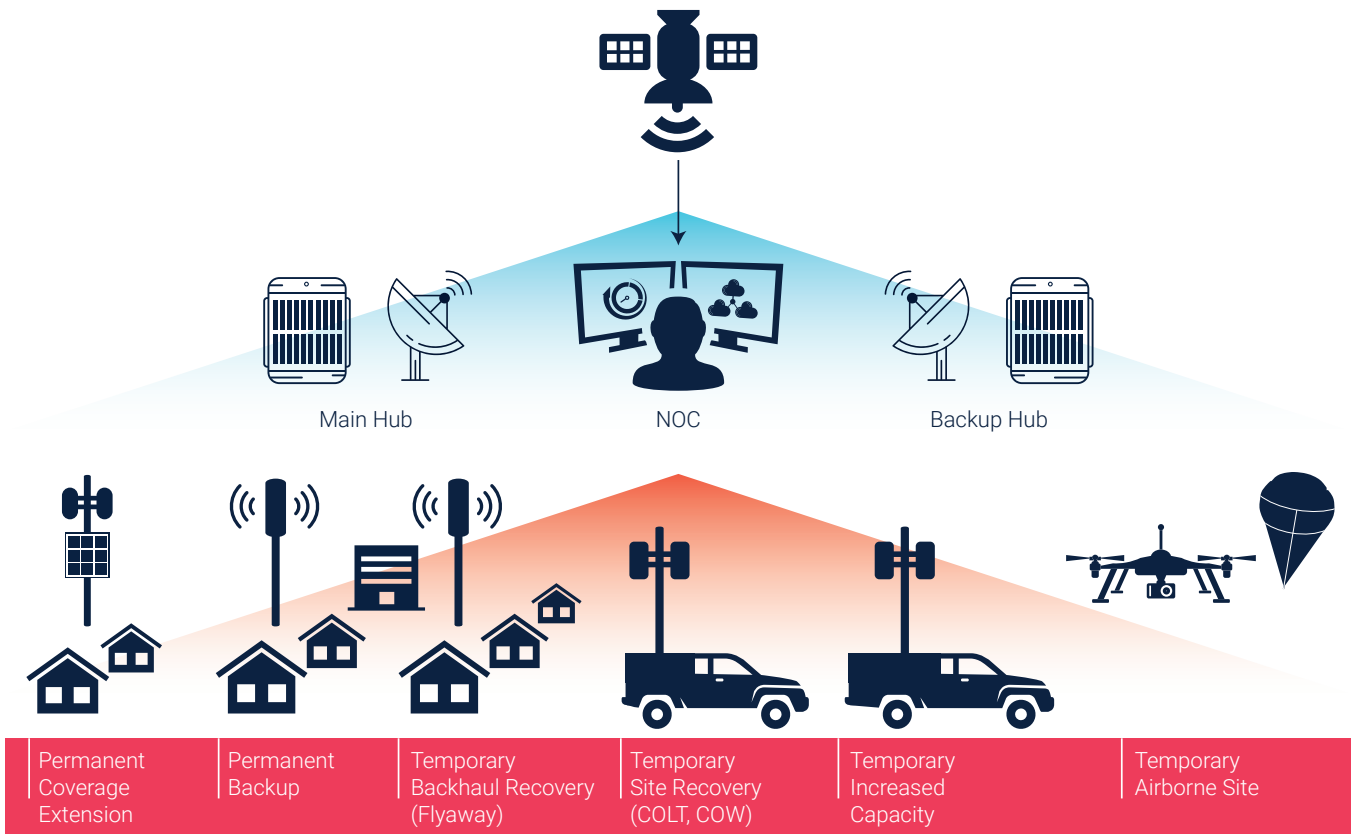 Main Hub
NOC
Backup Hub
Permanent
Coverage
Extension
Permanent
Backup
Temporary
Backhaul Recovery
(Flyaway)
Temporary
Site Recovery
(COLT, COW)
Temporary
Increased
Capacity
Temporary
Airborne Site